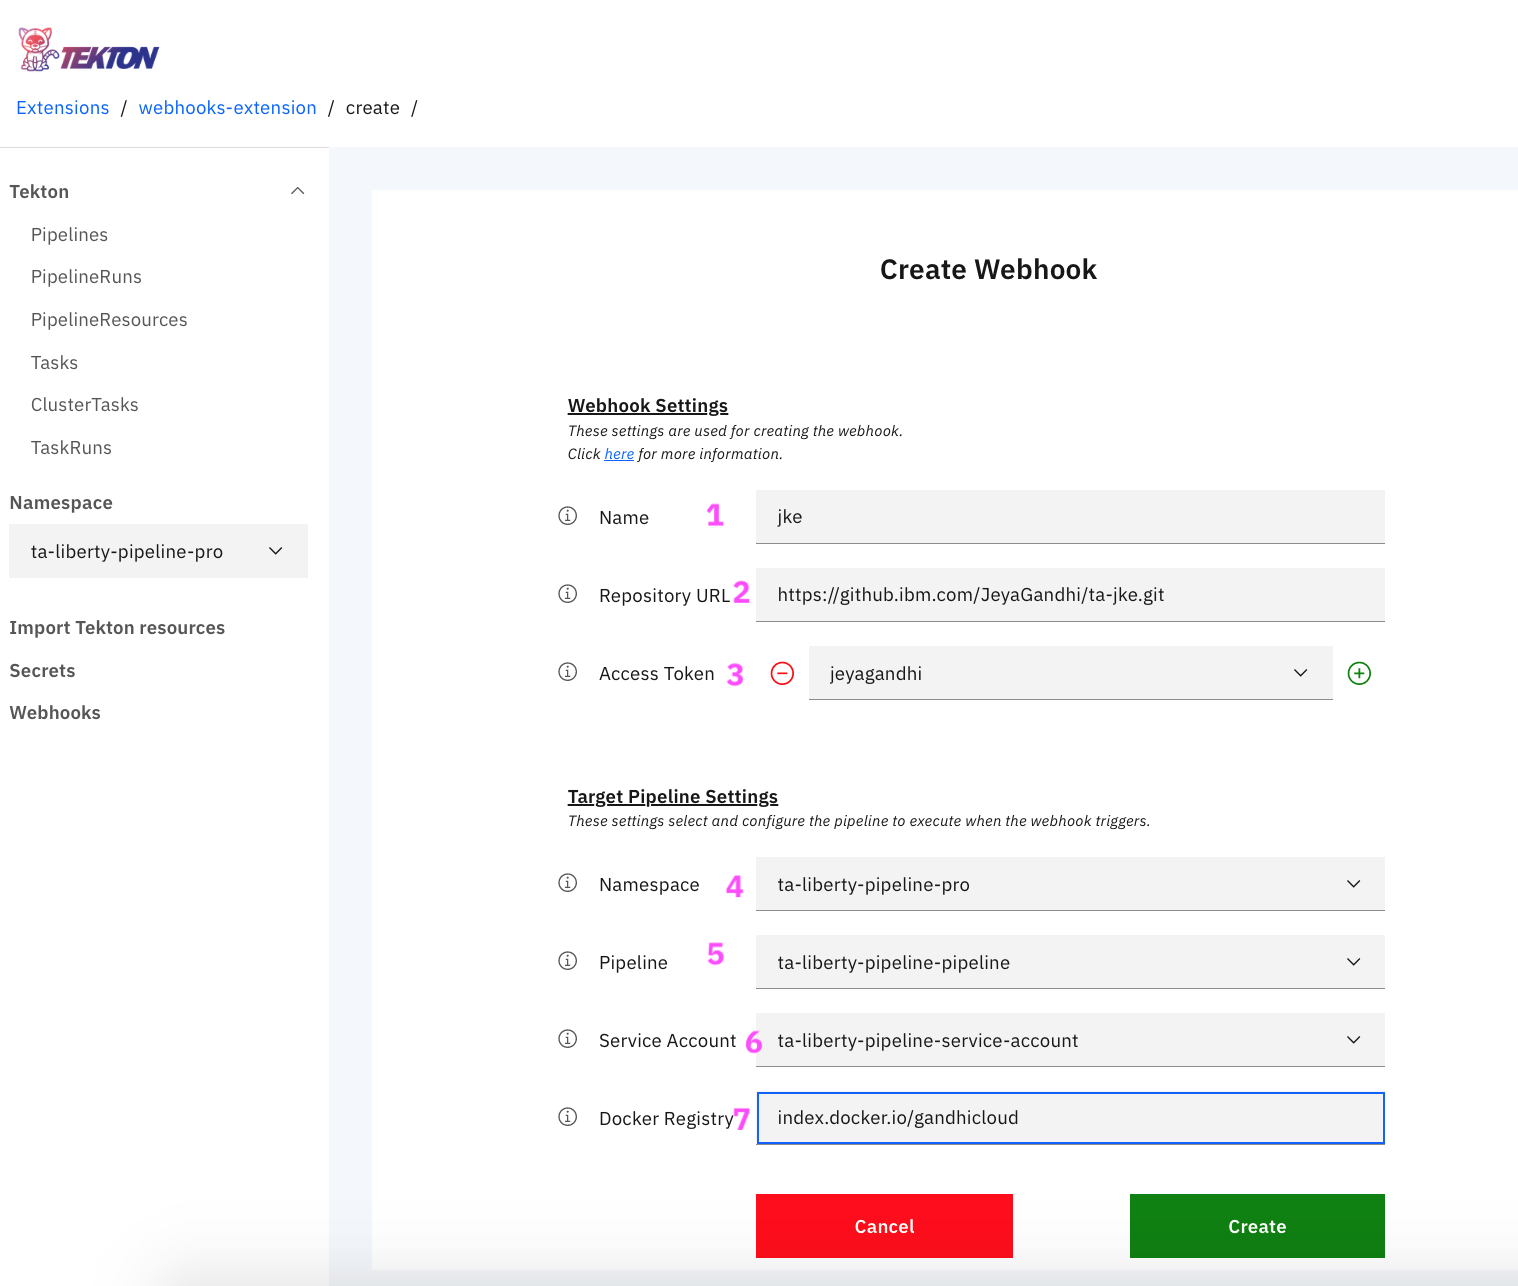 TEKTON
Extensions / webhooks-extension / create /
Tekton
Pipelines
PipelineRuns
PipelineResources
Tasks
ClusterTasks
TaskRuns
Namespace
ta-liberty-pipeline-pro
Import Tekton resources
Secrets
Webhooks
Create Webhook
Webhook Settings
These settings are used for creating the webhook.
Click here for more information.
Name 1 jke
Repository URL 2 https://github.ibm.com/JeyaGandhi/ta-jke.git
Access Token 3 jeyagandhi
Target Pipeline Settings
These settings select and configure the pipeline to execute when the webhook triggers.
Namespace 4 ta-liberty-pipeline-pro
Pipeline 5 ta-liberty-pipeline-pipeline
Service Account 6 ta-liberty-pipeline-service-account
Docker Registry 7 index.docker.io/gandhicloud
Cancel Create